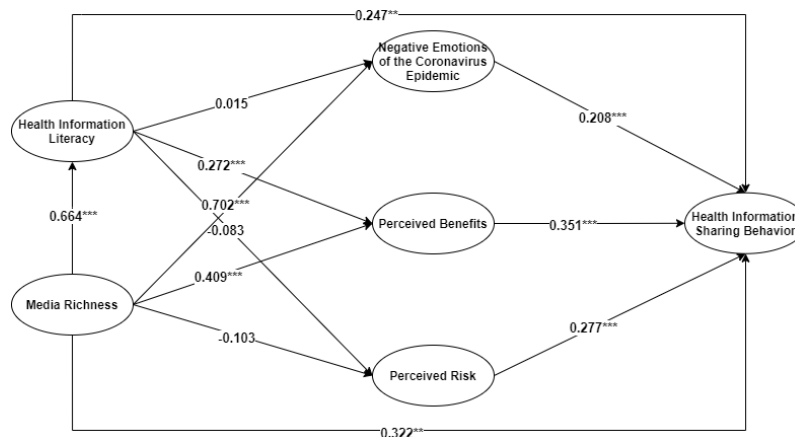 0.247**
Negative Emotions
of the Coronavirus
Epidemic
0.015
0.208***
Health Information
Literacy
0.272***
0.664***
0.702***
-0.083
Perceived Benefits
0.351***
Health Information
Sharing Behavior
0.409***
Media Richness
-0.103
0.277***
Perceived Risk
0.322**